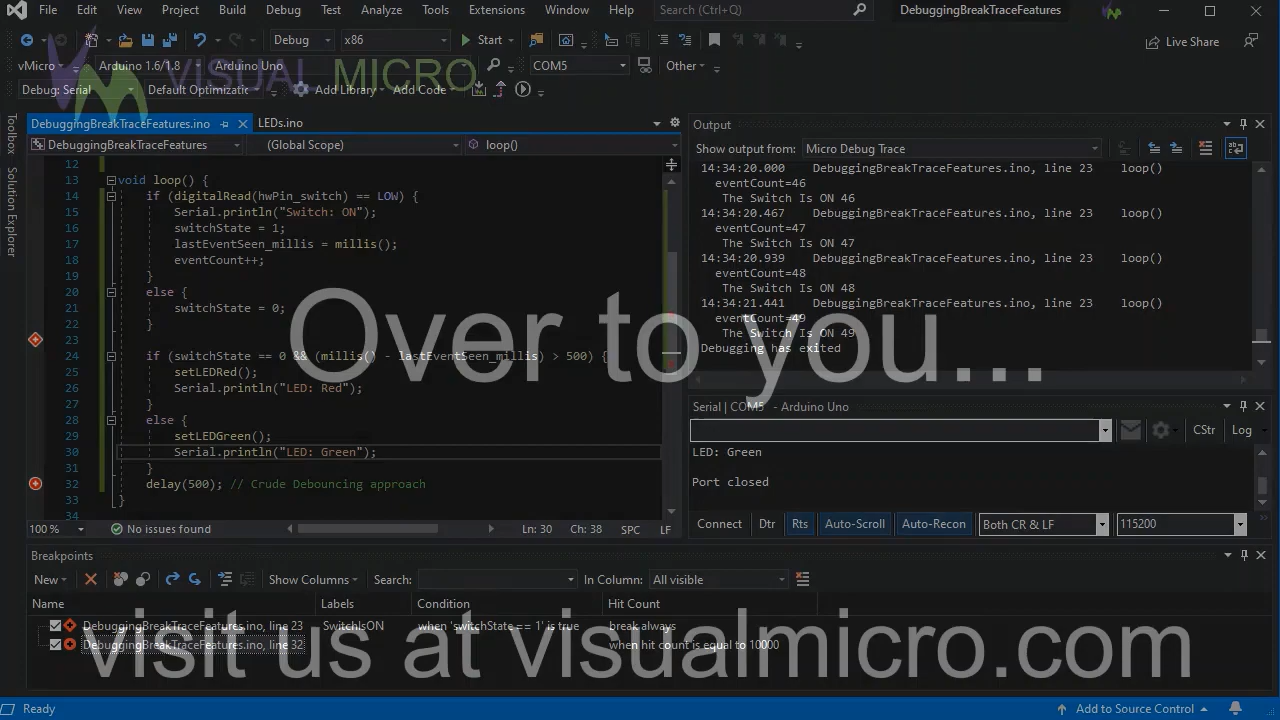 File Edit View Project Build Debug Test Analyze Tools Extensions Window Help Search (Ctrl+Q) DebuggingBreakTraceFeatures
Debug x86 Start Live Share
vMicro Arduino 1.6/1.8 Arduino Uno COM5 Other
VISUAL MICRO
Debug: Serial Default Optimizatic Add Library Add Code
Toolbox
Solution Explorer
DebuggingBreakTraceFeatures.ino LEDs.ino
DebuggingBreakTraceFeatures (Global Scope) loop()
12
13 void loop() {
14 if (digitalRead(hwPin_switch) == LOW) {
15 Serial.println("Switch: ON");
16 switchState = 1;
17 lastEventSeen_millis = millis();
18 eventCount++;
19 }
20 else {
21 switchState = 0;
22 }
23
24 if (switchState == 0 && (millis() - lastEventSeen_millis) > 500) {
25 setLEDRed();
26 Serial.println("LED: Red");
27 }
28 else {
29 setLEDGreen();
30 Serial.println("LED: Green");
31 }
32 delay(500); // Crude Debouncing approach
33 }
34
100 % No issues found Ln: 30 Ch: 38 SPC LF
Output
Show output from: Micro Debug Trace
14:34:20.000 DebuggingBreakTraceFeatures.ino, line 23 loop()
eventCount=46
The Switch Is ON 46
14:34:20.467 DebuggingBreakTraceFeatures.ino, line 23 loop()
eventCount=47
The Switch Is ON 47
14:34:20.939 DebuggingBreakTraceFeatures.ino, line 23 loop()
eventCount=48
The Switch Is ON 48
14:34:21.441 DebuggingBreakTraceFeatures.ino, line 23 loop()
eventCount=49
The Switch Is ON 49
Debugging has exited
Over to you...
Serial | COM5 - Arduino Uno
CStr Log
LED: Green
Port closed
Connect Dtr Rts Auto-Scroll Auto-Recon Both CR & LF 115200
Breakpoints
New Show Columns Search: In Column: All visible
Name Labels Condition Hit Count
DebuggingBreakTraceFeatures.ino, line 23 SwitchIsON when 'switchState == 1' is true break always
DebuggingBreakTraceFeatures.ino, line 32 when hit count is equal to 10000
visit us at visualmicro.com
Ready Add to Source Control